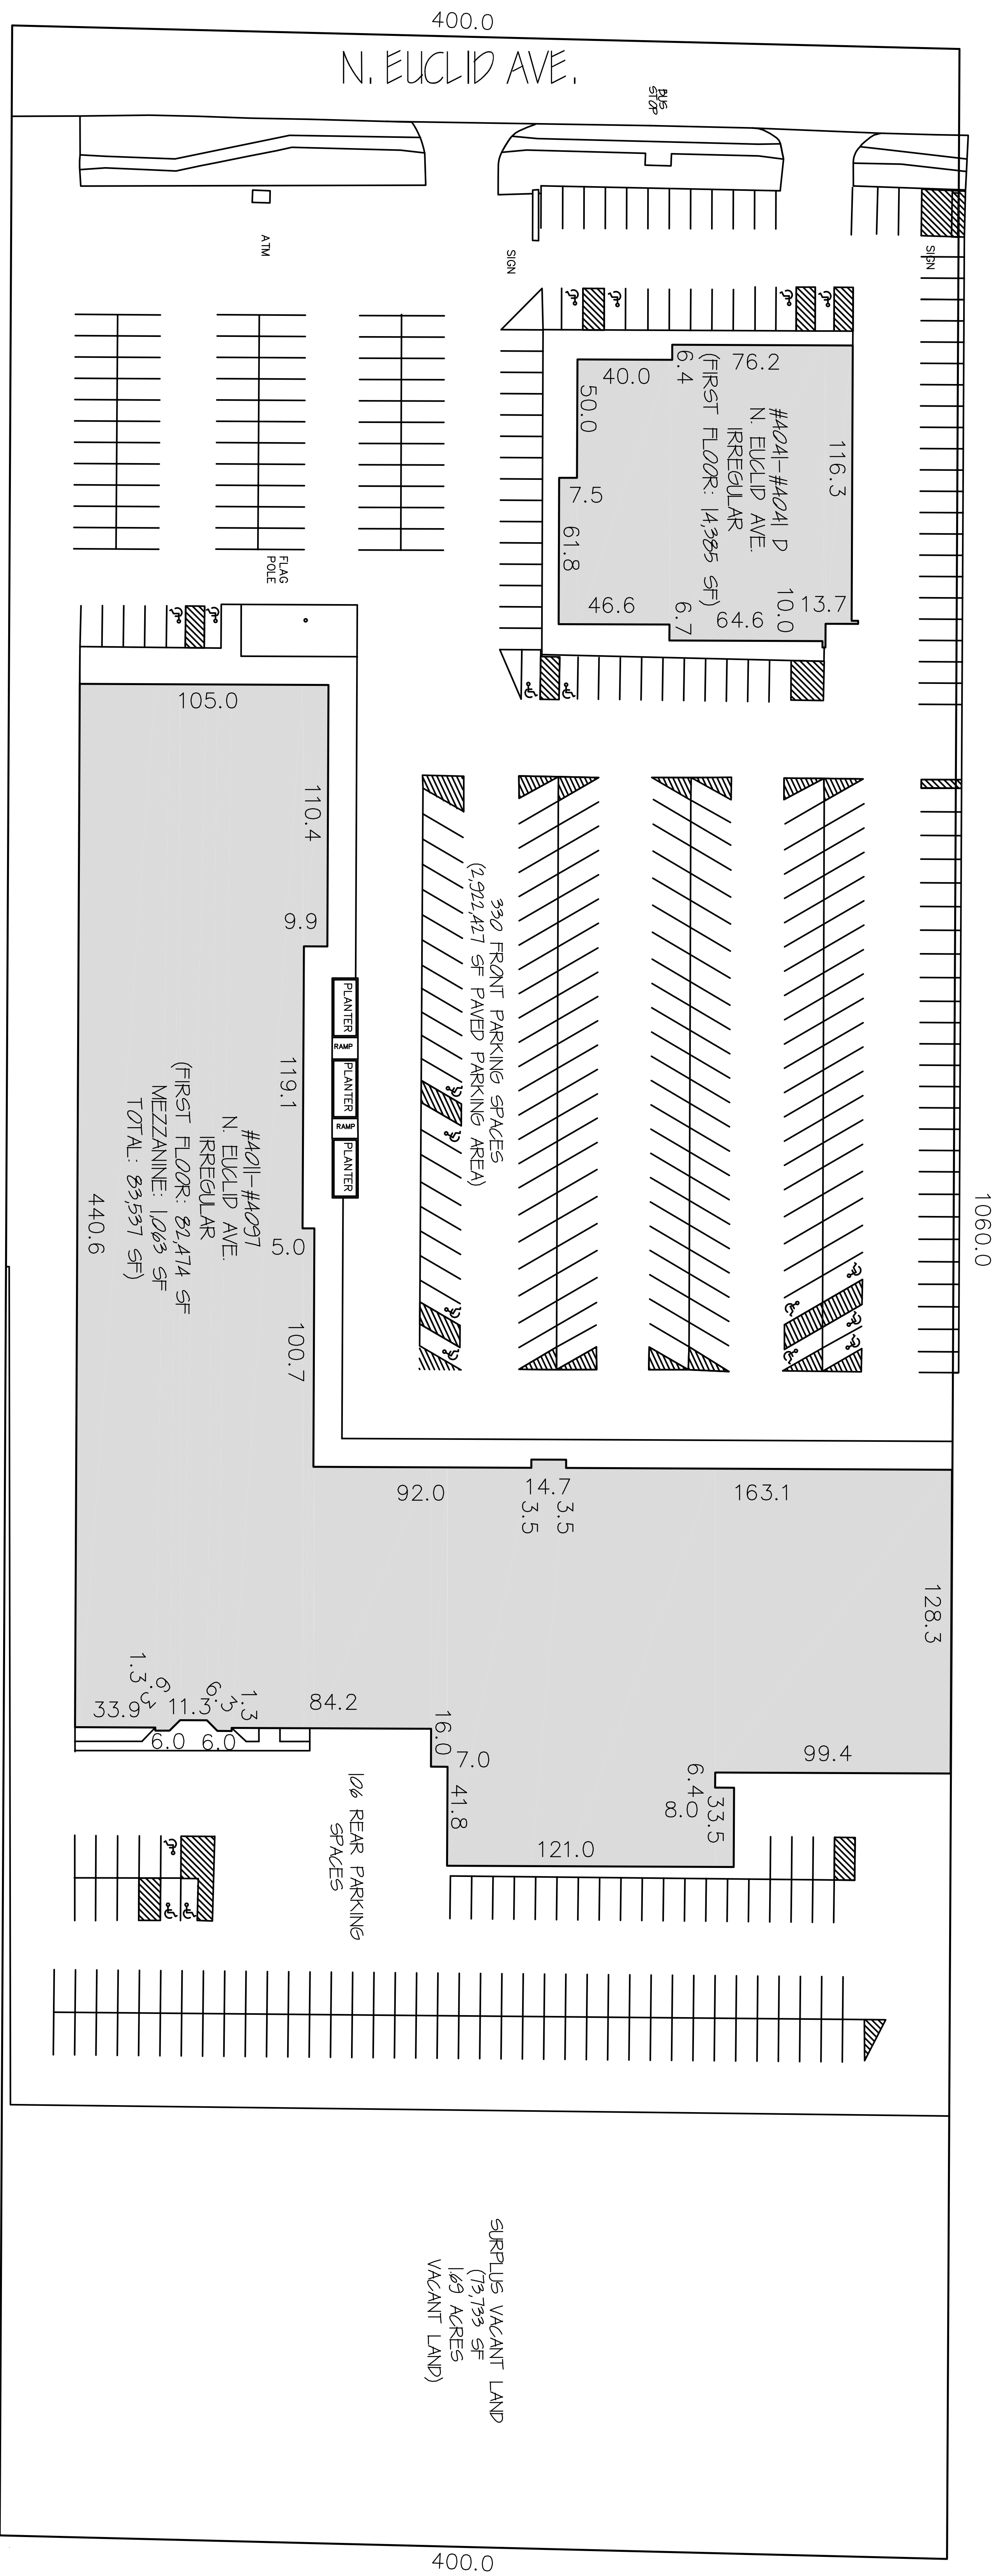 400.0
N. EUCLID AVE.
BUS
STOP
ATM
SIGN
SIGN
76.2
6.4
40.0
50.0
116.3
#4041-#4041 D
N. EUCLID AVE.
IRREGULAR
(FIRST FLOOR: 14,385 SF)
7.5
61.8
46.6
6.7
64.6
10.0
13.7
FLAG
POLE
105.0
110.4
9.9
330 FRONT PARKING SPACES
(2,922,427 SF PAVED PARKING AREA)
PLANTER
RAMP
PLANTER
RAMP
PLANTER
119.1
#4011-#4097
N. EUCLID AVE.
IRREGULAR
(FIRST FLOOR: 82,474 SF
MEZZANINE: 1,063 SF
TOTAL: 83,537 SF)
440.6
5.0
1060.0
100.7
92.0
14.7
3.5
3.5
163.1
128.3
1.3
6.3
33.9
11.3
6.3
1.3
84.2
6.0
6.0
16.0
7.0
41.8
99.4
6.4
8.0
33.5
121.0
106 REAR PARKING
SPACES
SURPLUS VACANT LAND
(73,733 SF
1.69 ACRES
VACANT LAND)
400.0